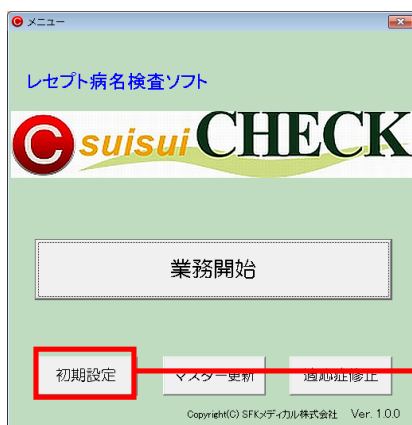 メニュー
レセプト病名検査ソフト
C suisui CHECK
業務開始
初期設定 マスター更新 適応症修正
Copyright(C) SFKメディカル株式会社 Ver. 1.0.0